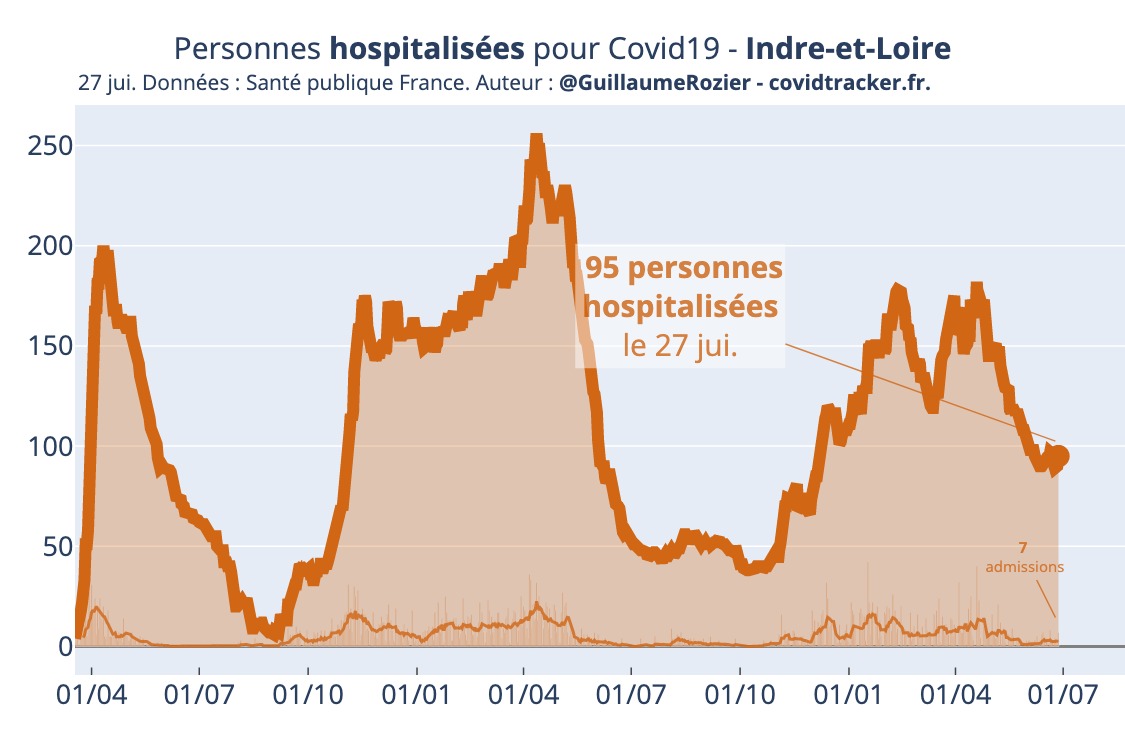 Personnes hospitalisées pour Covid19 - Indre-et-Loire
27 jui. Données : Santé publique France. Auteur : @GuillaumeRozier - covidtracker.fr.
250
200
150
100
50
0
95 personnes
hospitalisées
le 27 jui.
7
admissions
01/04 01/07 01/10 01/01 01/04 01/07 01/10 01/01 01/04 01/07